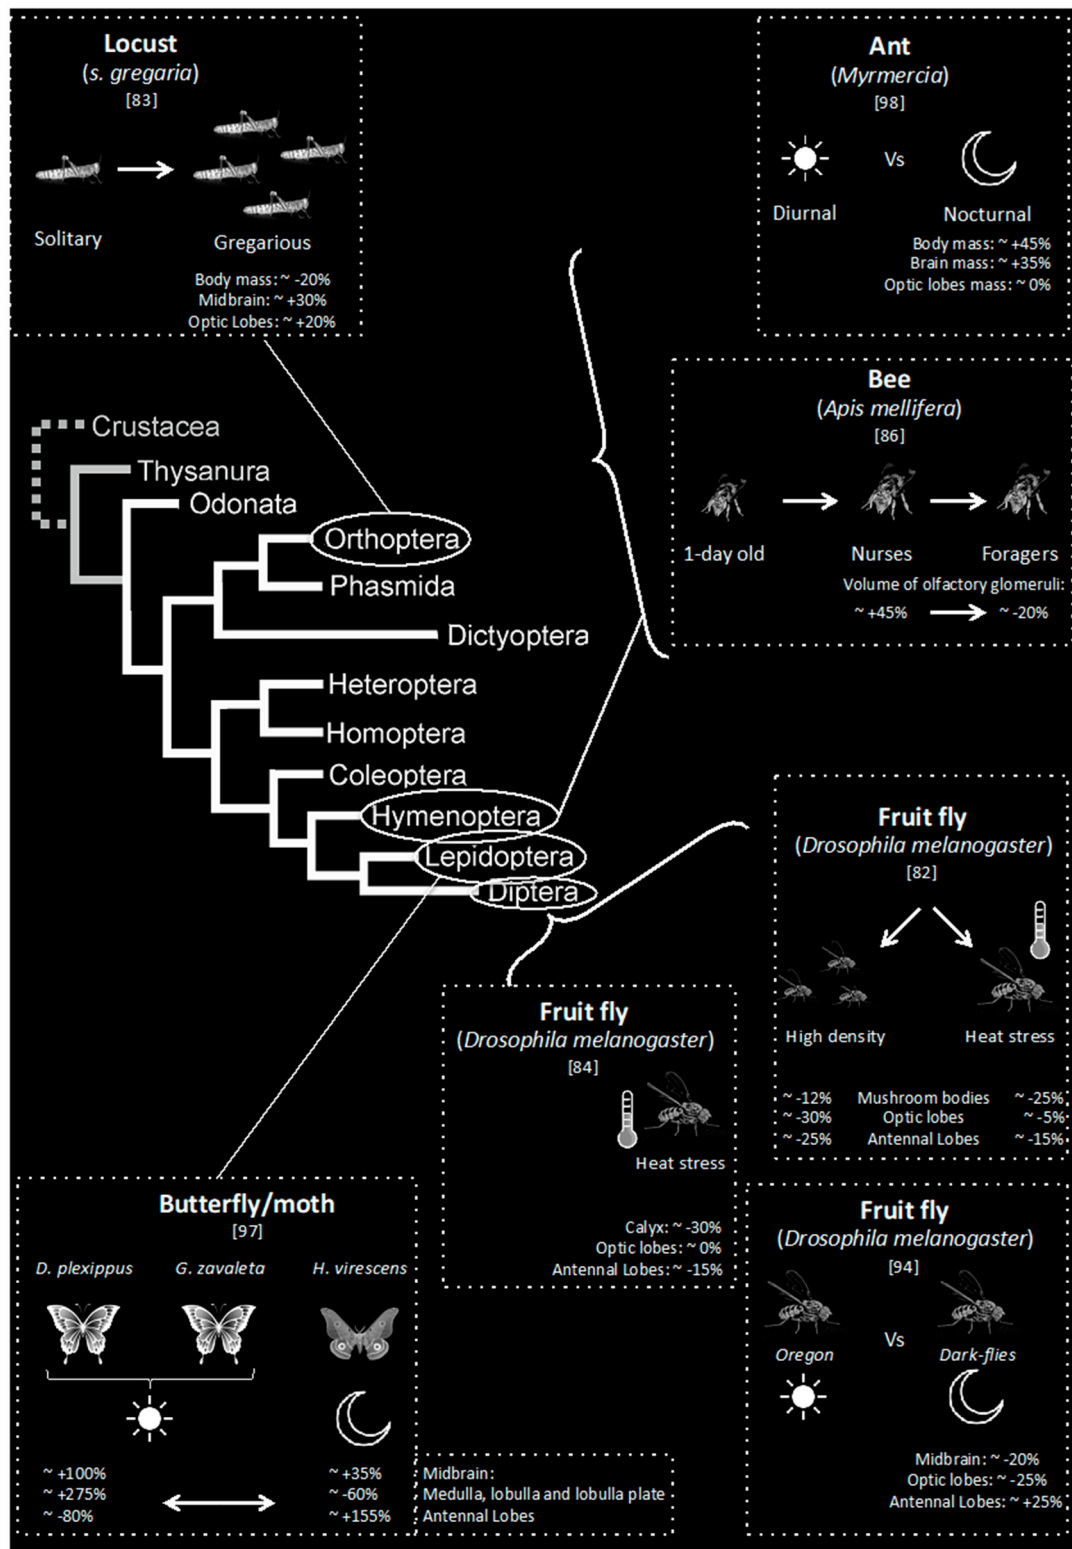 Locust
(s. gregaria)
[83]
Solitary
Gregarious
Body mass: ~ -20%
Midbrain: ~ +30%
Optic Lobes: ~ +20%
Ant
(Myrmercia)
[98]
Vs
Diurnal
Nocturnal
Body mass: ~ +45%
Brain mass: ~ +35%
Optic lobes mass: ~ 0%
Bee
(Apis mellifera)
[86]
1-day old
Nurses
Foragers
Volume of olfactory glomeruli:
~ +45%
~ -20%
Crustacea
Thysanura
Odonata
Orthoptera
Phasmida
Dictyoptera
Heteroptera
Homoptera
Coleoptera
Hymenoptera
Lepidoptera
Diptera
Fruit fly
(Drosophila melanogaster)
[82]
High density
Heat stress
~ -12% Mushroom bodies ~ -25%
~ -30% Optic lobes ~ -5%
~ -25% Antennal Lobes ~ -15%
Fruit fly
(Drosophila melanogaster)
[84]
Heat stress
Calyx: ~ -30%
Optic lobes: ~ 0%
Antennal Lobes: ~ -15%
Butterfly/moth
[97]
D. plexippus
G. zavaleta
H. virescens
~ +100% ~ +35% Midbrain:
~ +275% ~ -60% Medulla, lobulla and lobulla plate
~ -80% ~ +155% Antennal Lobes
Fruit fly
(Drosophila melanogaster)
[94]
Vs
Oregon
Dark-flies
Midbrain: ~ -20%
Optic lobes: ~ -25%
Antennal Lobes: ~ +25%